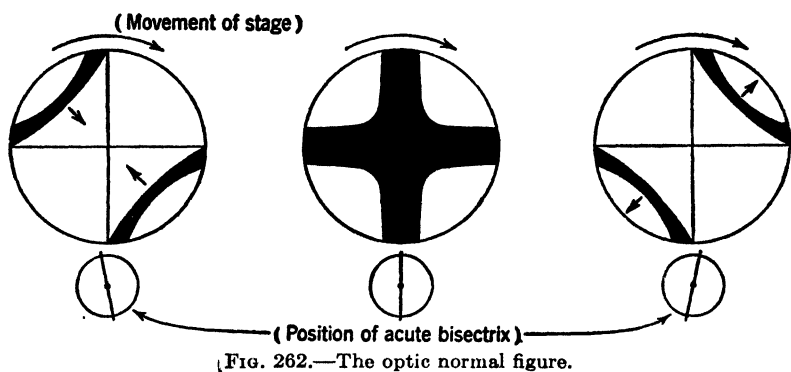 (Movement of stage)
(Position of acute bisectrix)
FIG. 262.—The optic normal figure.